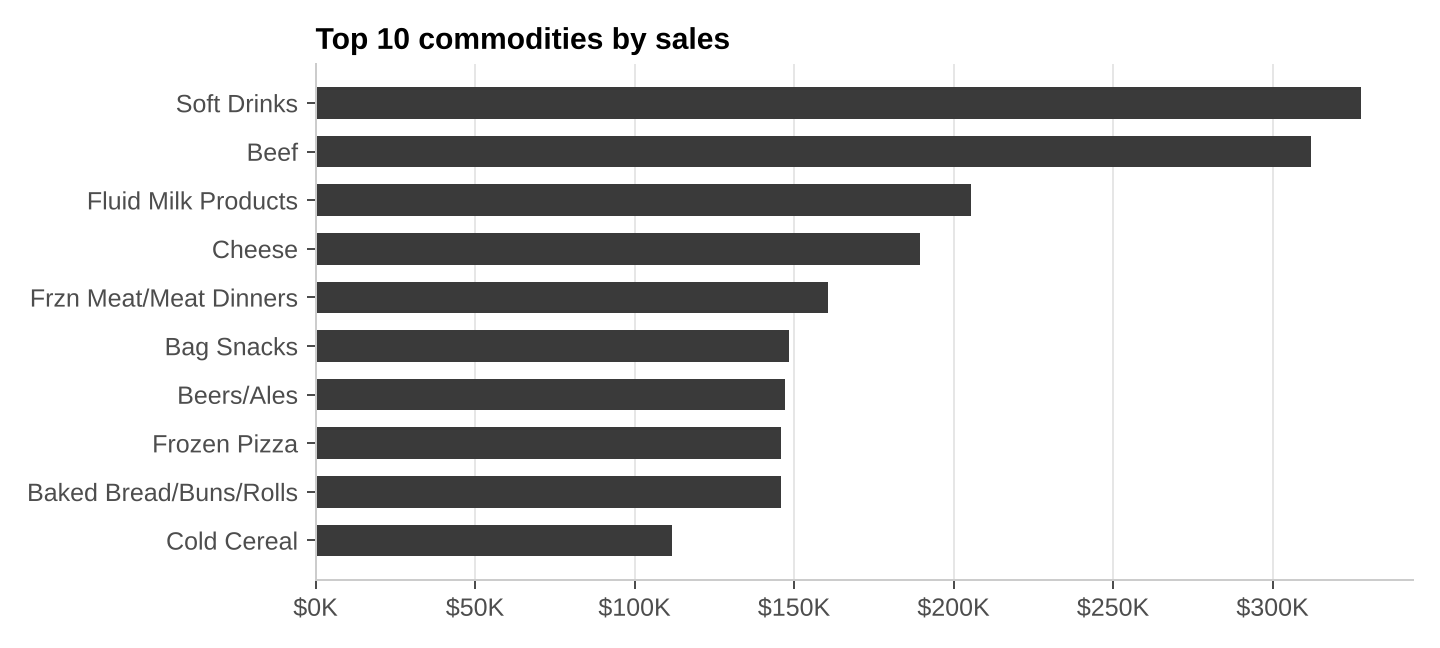 Top 10 commodities by sales
Soft Drinks
Beef
Fluid Milk Products
Cheese
Frzn Meat/Meat Dinners
Bag Snacks
Beers/Ales
Frozen Pizza
Baked Bread/Buns/Rolls
Cold Cereal
$0K $50K $100K $150K $200K $250K $300K